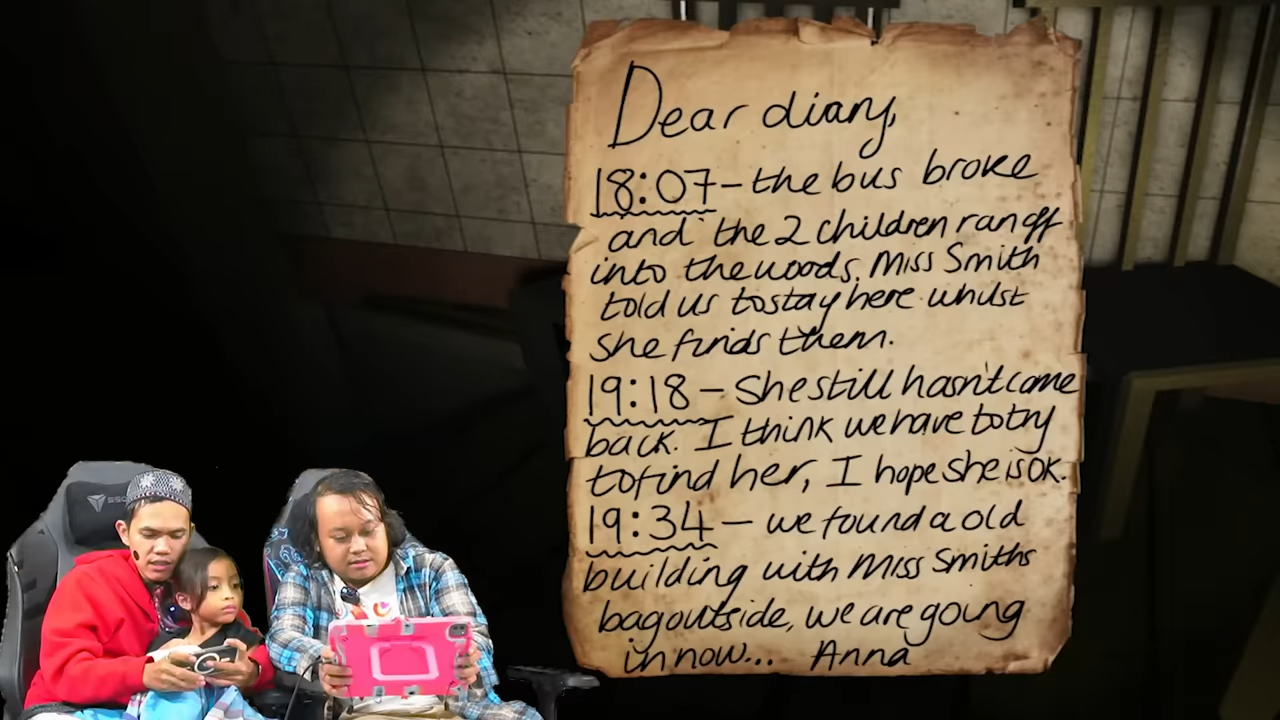 Dear diary,
18:07 - the bus broke
and the 2 children ran off
into the woods. Miss Smith
told us to stay here whilst
she finds them.
19:18 - She still hasn't come
back. I think we have to try
to find her, I hope she is ok.
19:34 - we found a old
building with Miss Smiths
bag outside, we are going
in now... Anna